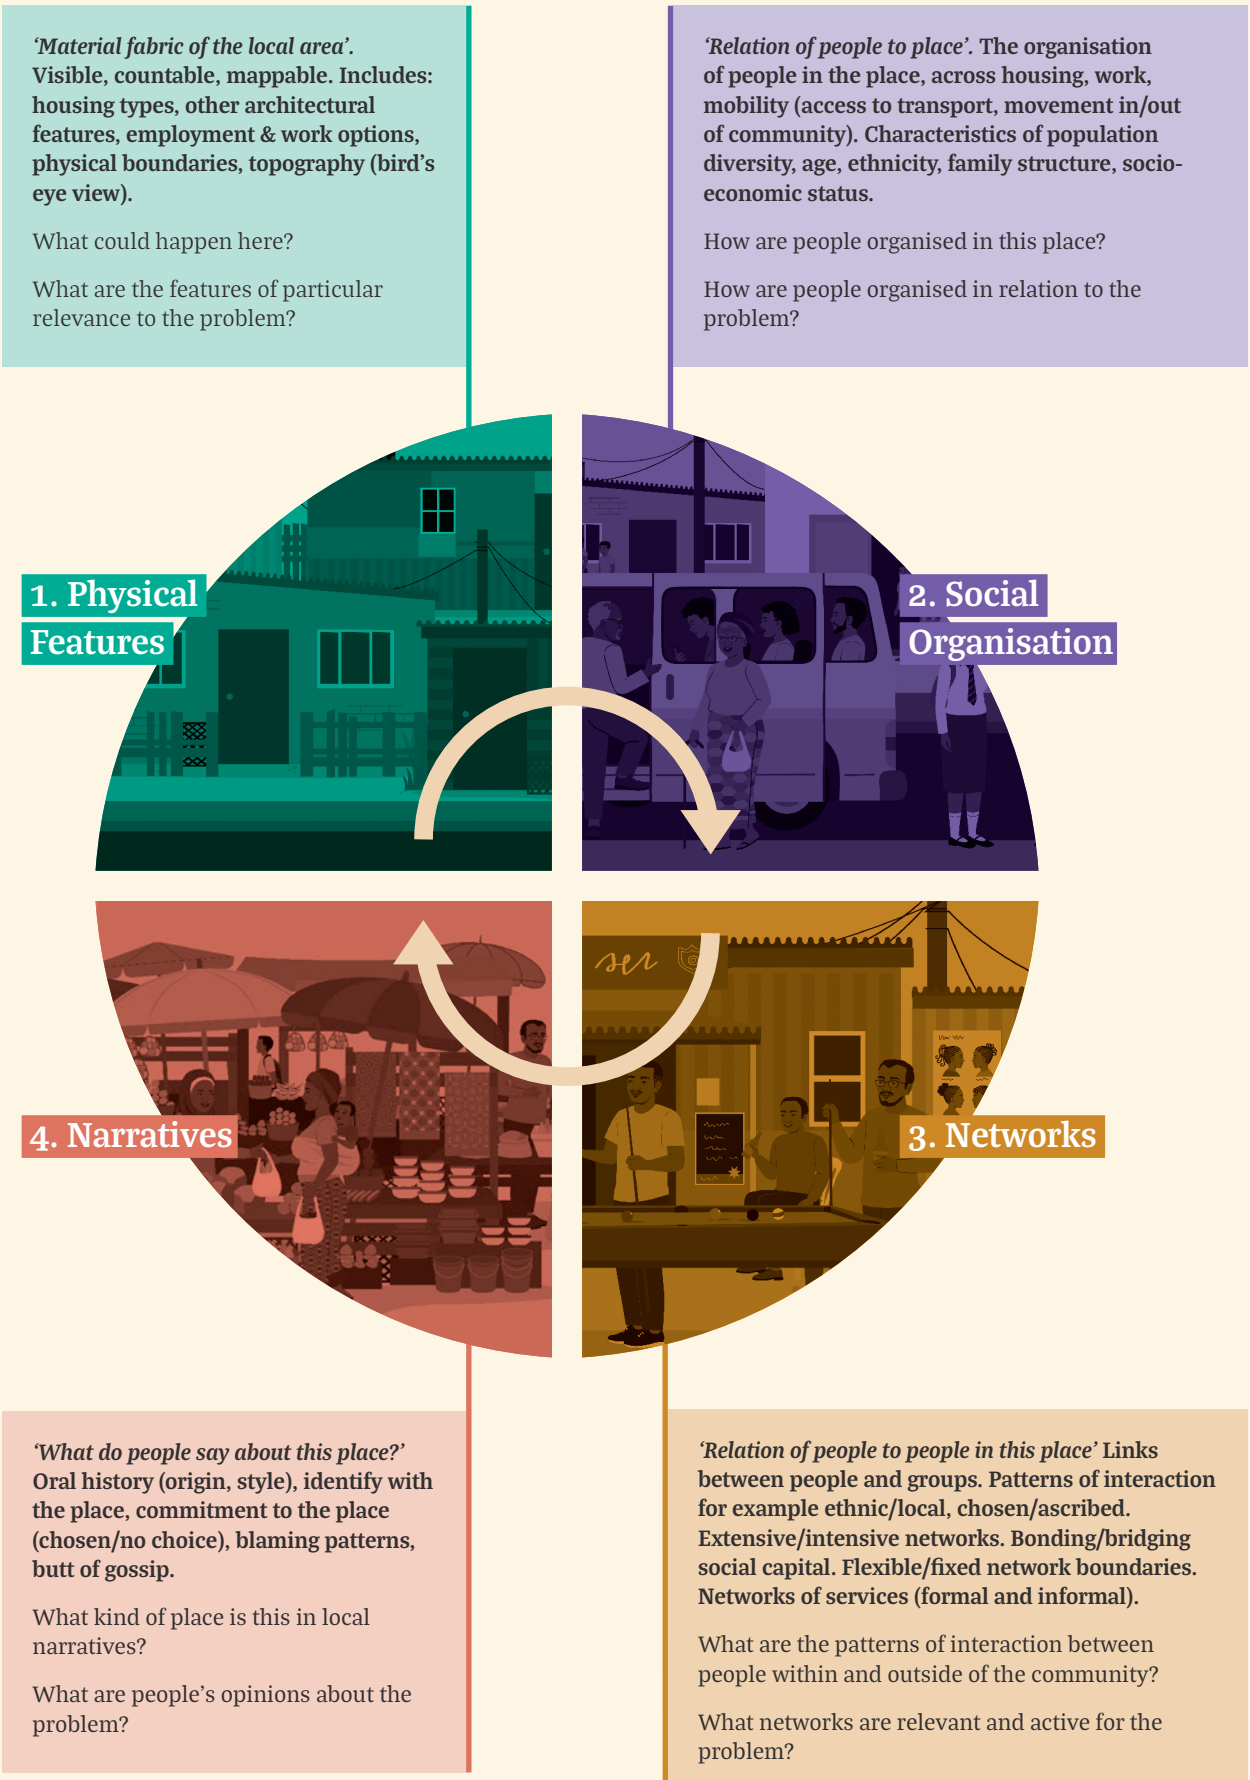 ‘Material fabric of the local area’.
Visible, countable, mappable. Includes:
housing types, other architectural
features, employment & work options,
physical boundaries, topography (bird’s
eye view).
What could happen here?
What are the features of particular
relevance to the problem?
‘Relation of people to place’. The organisation
of people in the place, across housing, work,
mobility (access to transport, movement in/out
of community). Characteristics of population
diversity, age, ethnicity, family structure, socio-
economic status.
How are people organised in this place?
How are people organised in relation to the
problem?
1. Physical
Features
2. Social
Organisation
ser
4. Narratives
3. Networks
‘What do people say about this place?’
Oral history (origin, style), identify with
the place, commitment to the place
(chosen/no choice), blaming patterns,
butt of gossip.
What kind of place is this in local
narratives?
What are people’s opinions about the
problem?
‘Relation of people to people in this place’ Links
between people and groups. Patterns of interaction
for example ethnic/local, chosen/ascribed.
Extensive/intensive networks. Bonding/bridging
social capital. Flexible/fixed network boundaries.
Networks of services (formal and informal).
What are the patterns of interaction between
people within and outside of the community?
What networks are relevant and active for the
problem?